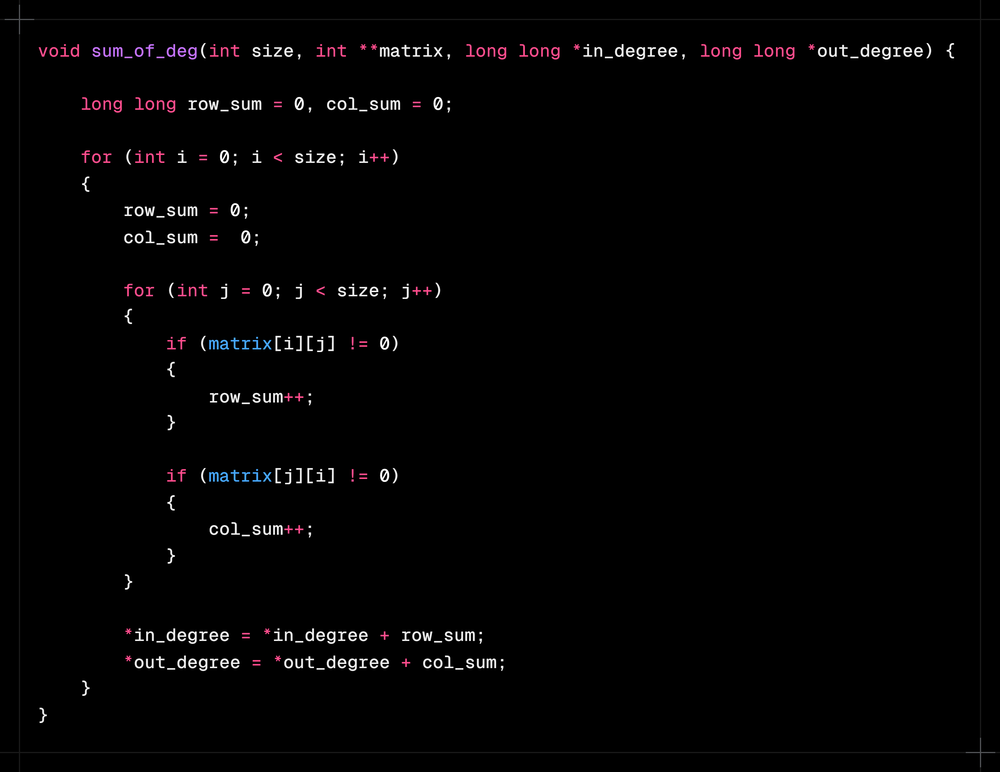 void sum_of_deg(int size, int **matrix, long long *in_degree, long long *out_degree) {
    long long row_sum = 0, col_sum = 0;
    for (int i = 0; i < size; i++)
    {
        row_sum = 0;
        col_sum =  0;
        for (int j = 0; j < size; j++)
        {
            if (matrix[i][j] != 0)
            {
                row_sum++;
            }
            if (matrix[j][i] != 0)
            {
                col_sum++;
            }
        }
        *in_degree = *in_degree + row_sum;
        *out_degree = *out_degree + col_sum;
    }
}